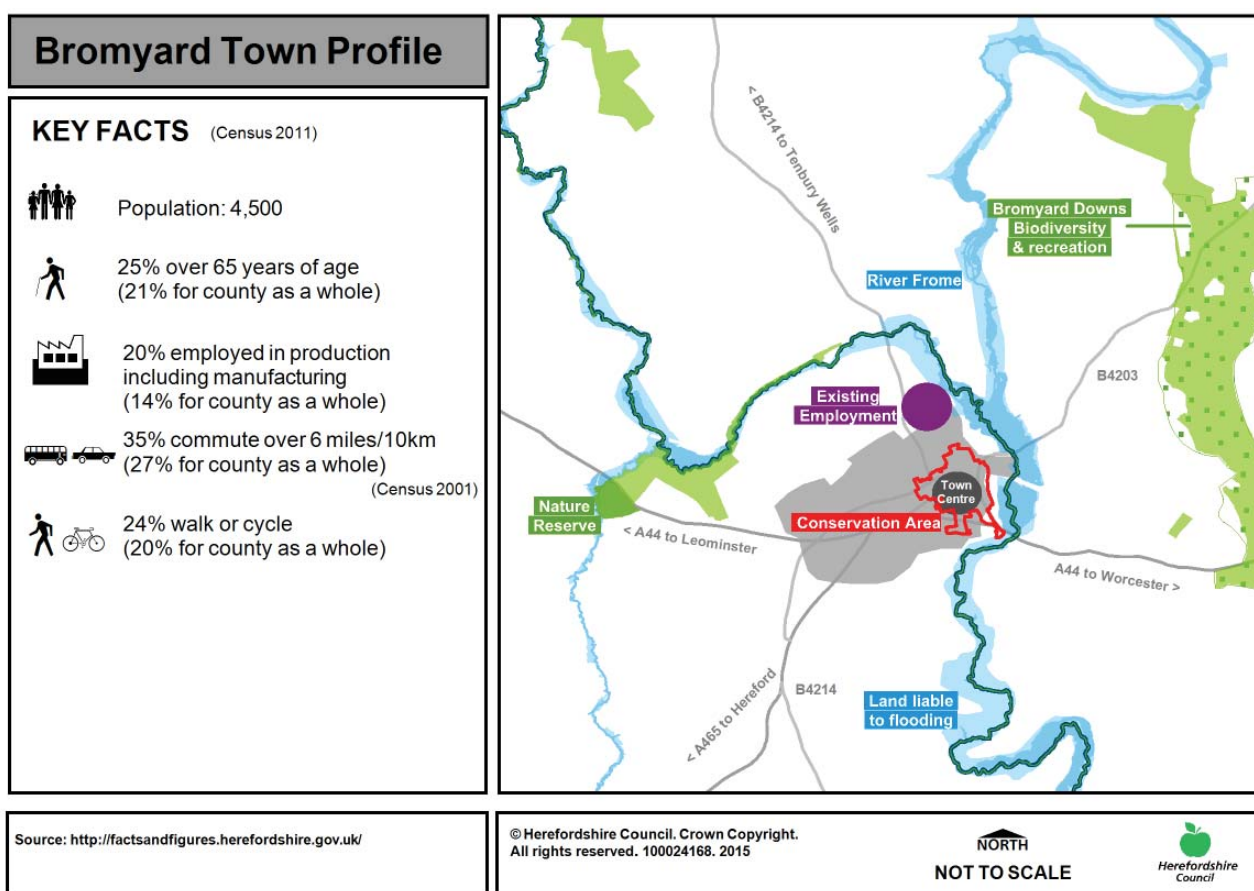 Bromyard Town Profile
KEY FACTS (Census 2011)
Population: 4,500
25% over 65 years of age
(21% for county as a whole)
20% employed in production
including manufacturing
(14% for county as a whole)
35% commute over 6 miles/10km
(27% for county as a whole)
(Census 2001)
24% walk or cycle
(20% for county as a whole)
< B4214 to Tenbury Wells
Bromyard Downs
Biodiversity
& recreation
River Frome
B4203
Existing
Employment
Town
Centre
Nature
Reserve
Conservation Area
< A44 to Leominster
A44 to Worcester >
B4214
< A465 to Hereford
Land liable
to flooding
Source: http://factsandfigures.herefordshire.gov.uk/
© Herefordshire Council. Crown Copyright.
All rights reserved. 100024168. 2015
NORTH
NOT TO SCALE
Herefordshire
Council